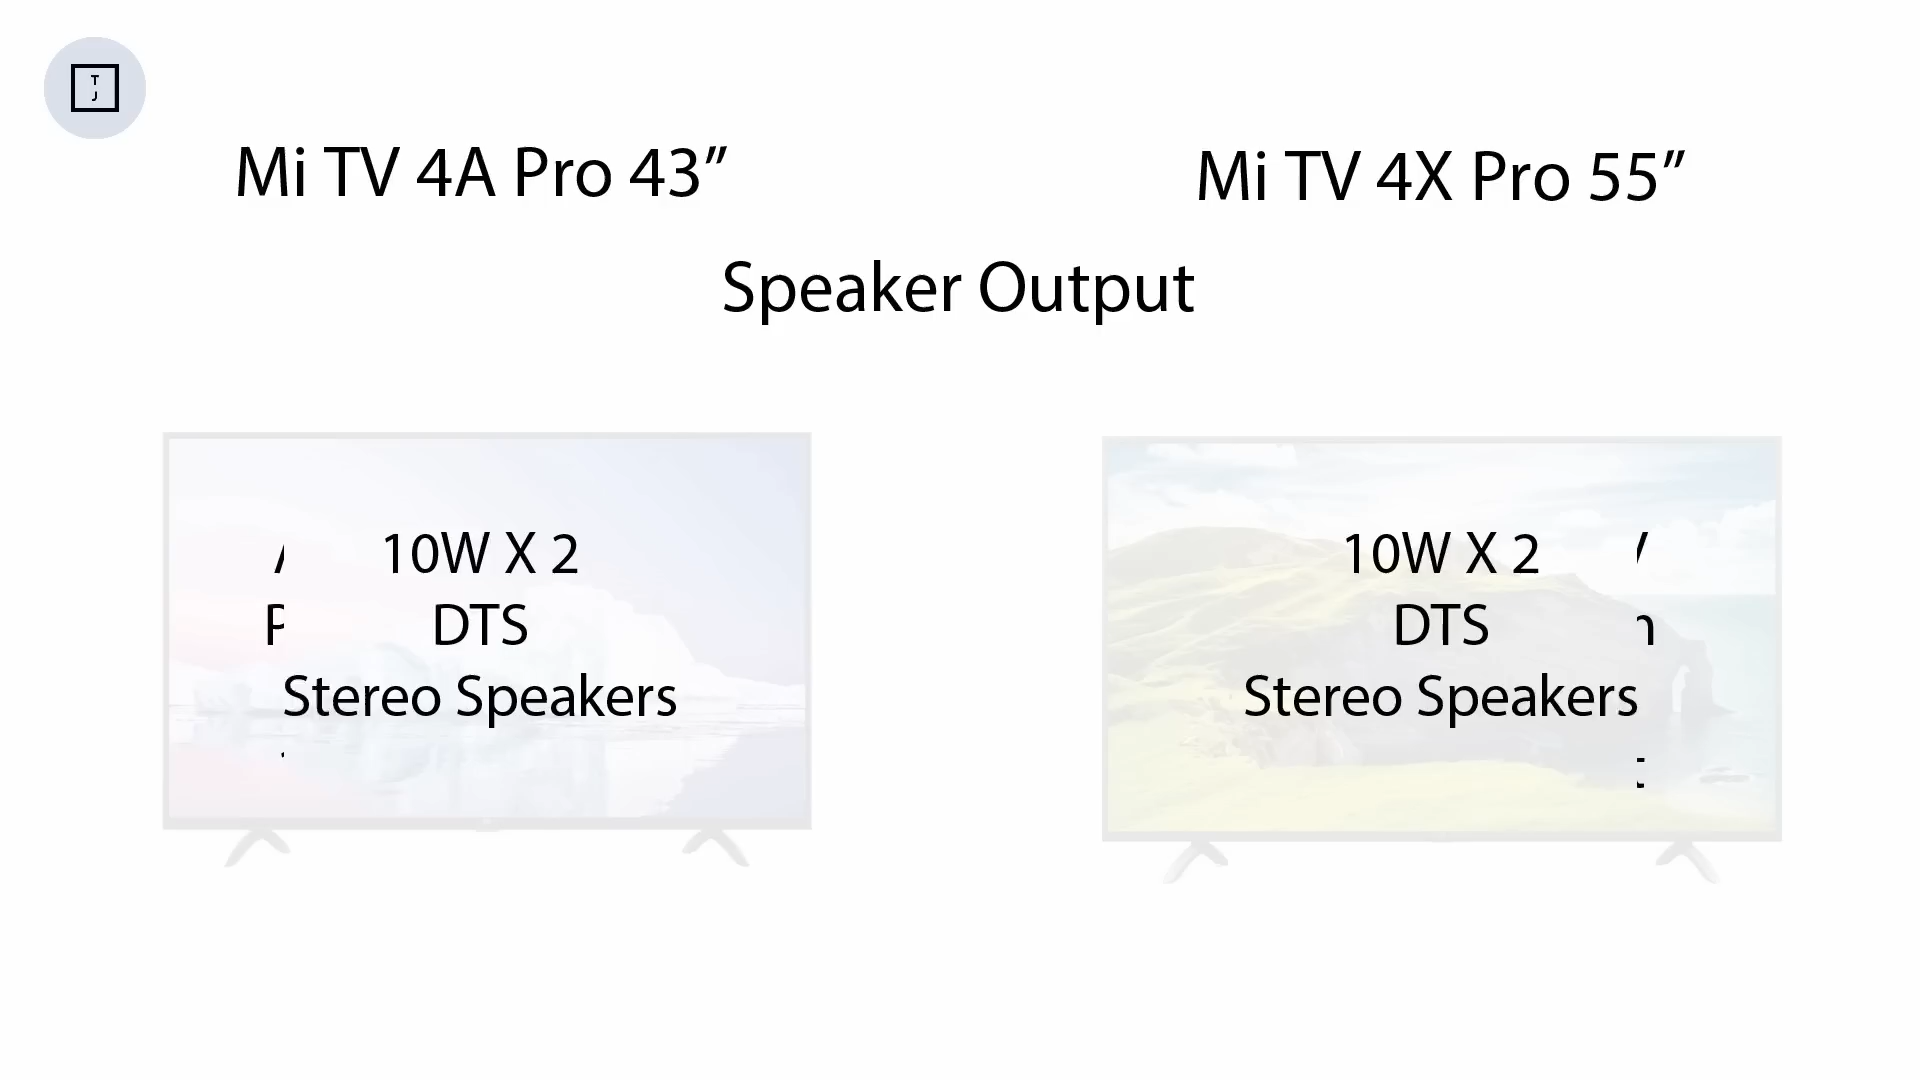 T
J
Mi TV 4A Pro 43”
Mi TV 4X Pro 55”
Speaker Output
10W X 2
DTS
Stereo Speakers
10W X 2
DTS
Stereo Speakers